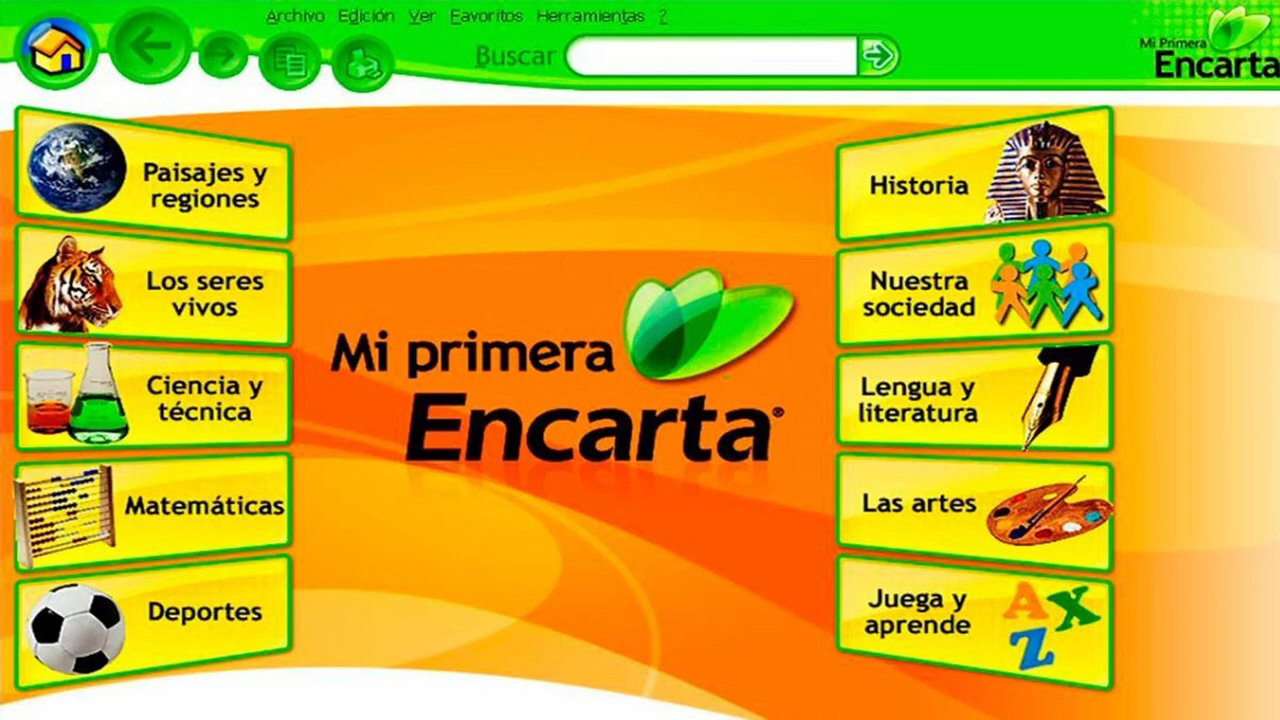 Archivo Edición Ver Favoritos Herramientas ?
Buscar
Mi Primera
Encarta
Paisajes y
regiones
Los seres
vivos
Ciencia y
técnica
Matemáticas
Deportes
Mi primera
Encarta®
Historia
Nuestra
sociedad
Lengua y
literatura
Las artes
Juega y
aprende
A X
Z